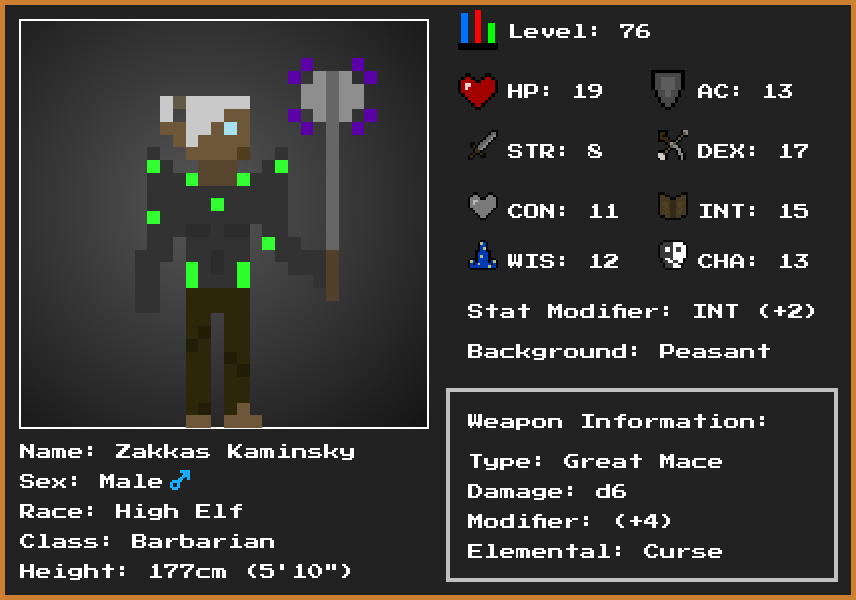 Level: 76
HP: 19
AC: 13
STR: 8
DEX: 17
CON: 11
INT: 15
WIS: 12
CHA: 13
Stat Modifier: INT (+2)
Background: Peasant
Weapon Information:
Type: Great Mace
Damage: d6
Modifier: (+4)
Elemental: Curse
Name: Zakkas Kaminsky
Sex: Male♂
Race: High Elf
Class: Barbarian
Height: 177cm (5'10")